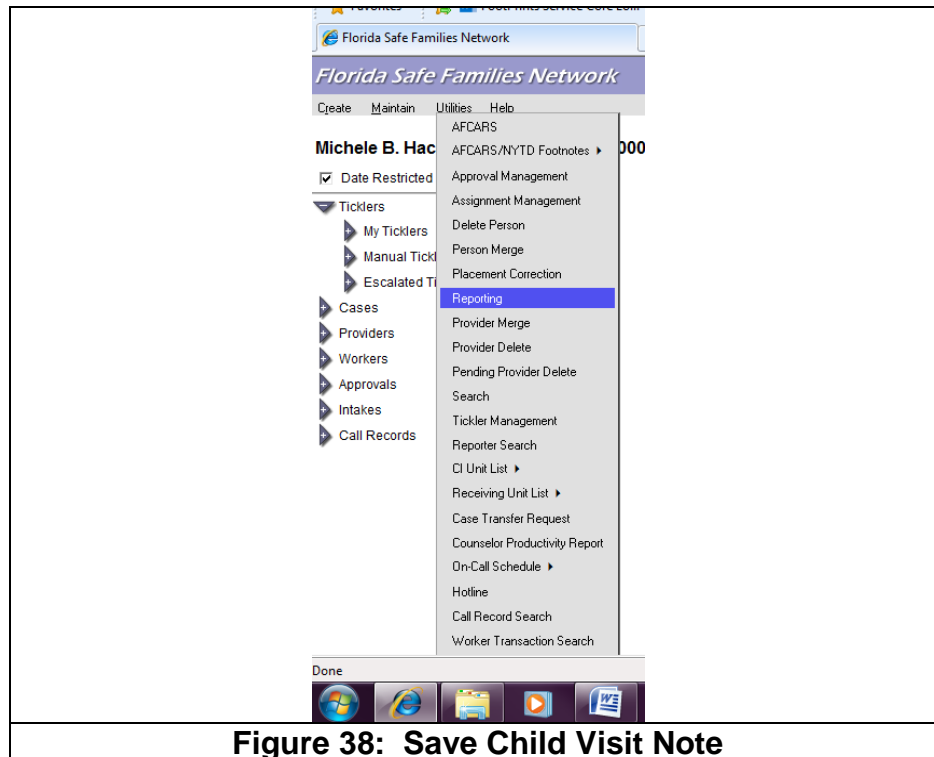 Favorites
Florida Safe Families Network
Florida Safe Families Network
Create Maintain Utilities Help
Michele B. Hac 000
Date Restricted
Ticklers
My Ticklers
Manual Tickl
Escalated Ti
Cases
Providers
Workers
Approvals
Intakes
Call Records
AFCARS
AFCARS/NYTD Footnotes
Approval Management
Assignment Management
Delete Person
Person Merge
Placement Correction
Reporting
Provider Merge
Provider Delete
Pending Provider Delete
Search
Tickler Management
Reporter Search
CI Unit List
Receiving Unit List
Case Transfer Request
Counselor Productivity Report
On-Call Schedule
Hotline
Call Record Search
Worker Transaction Search
Done
Figure 38: Save Child Visit Note